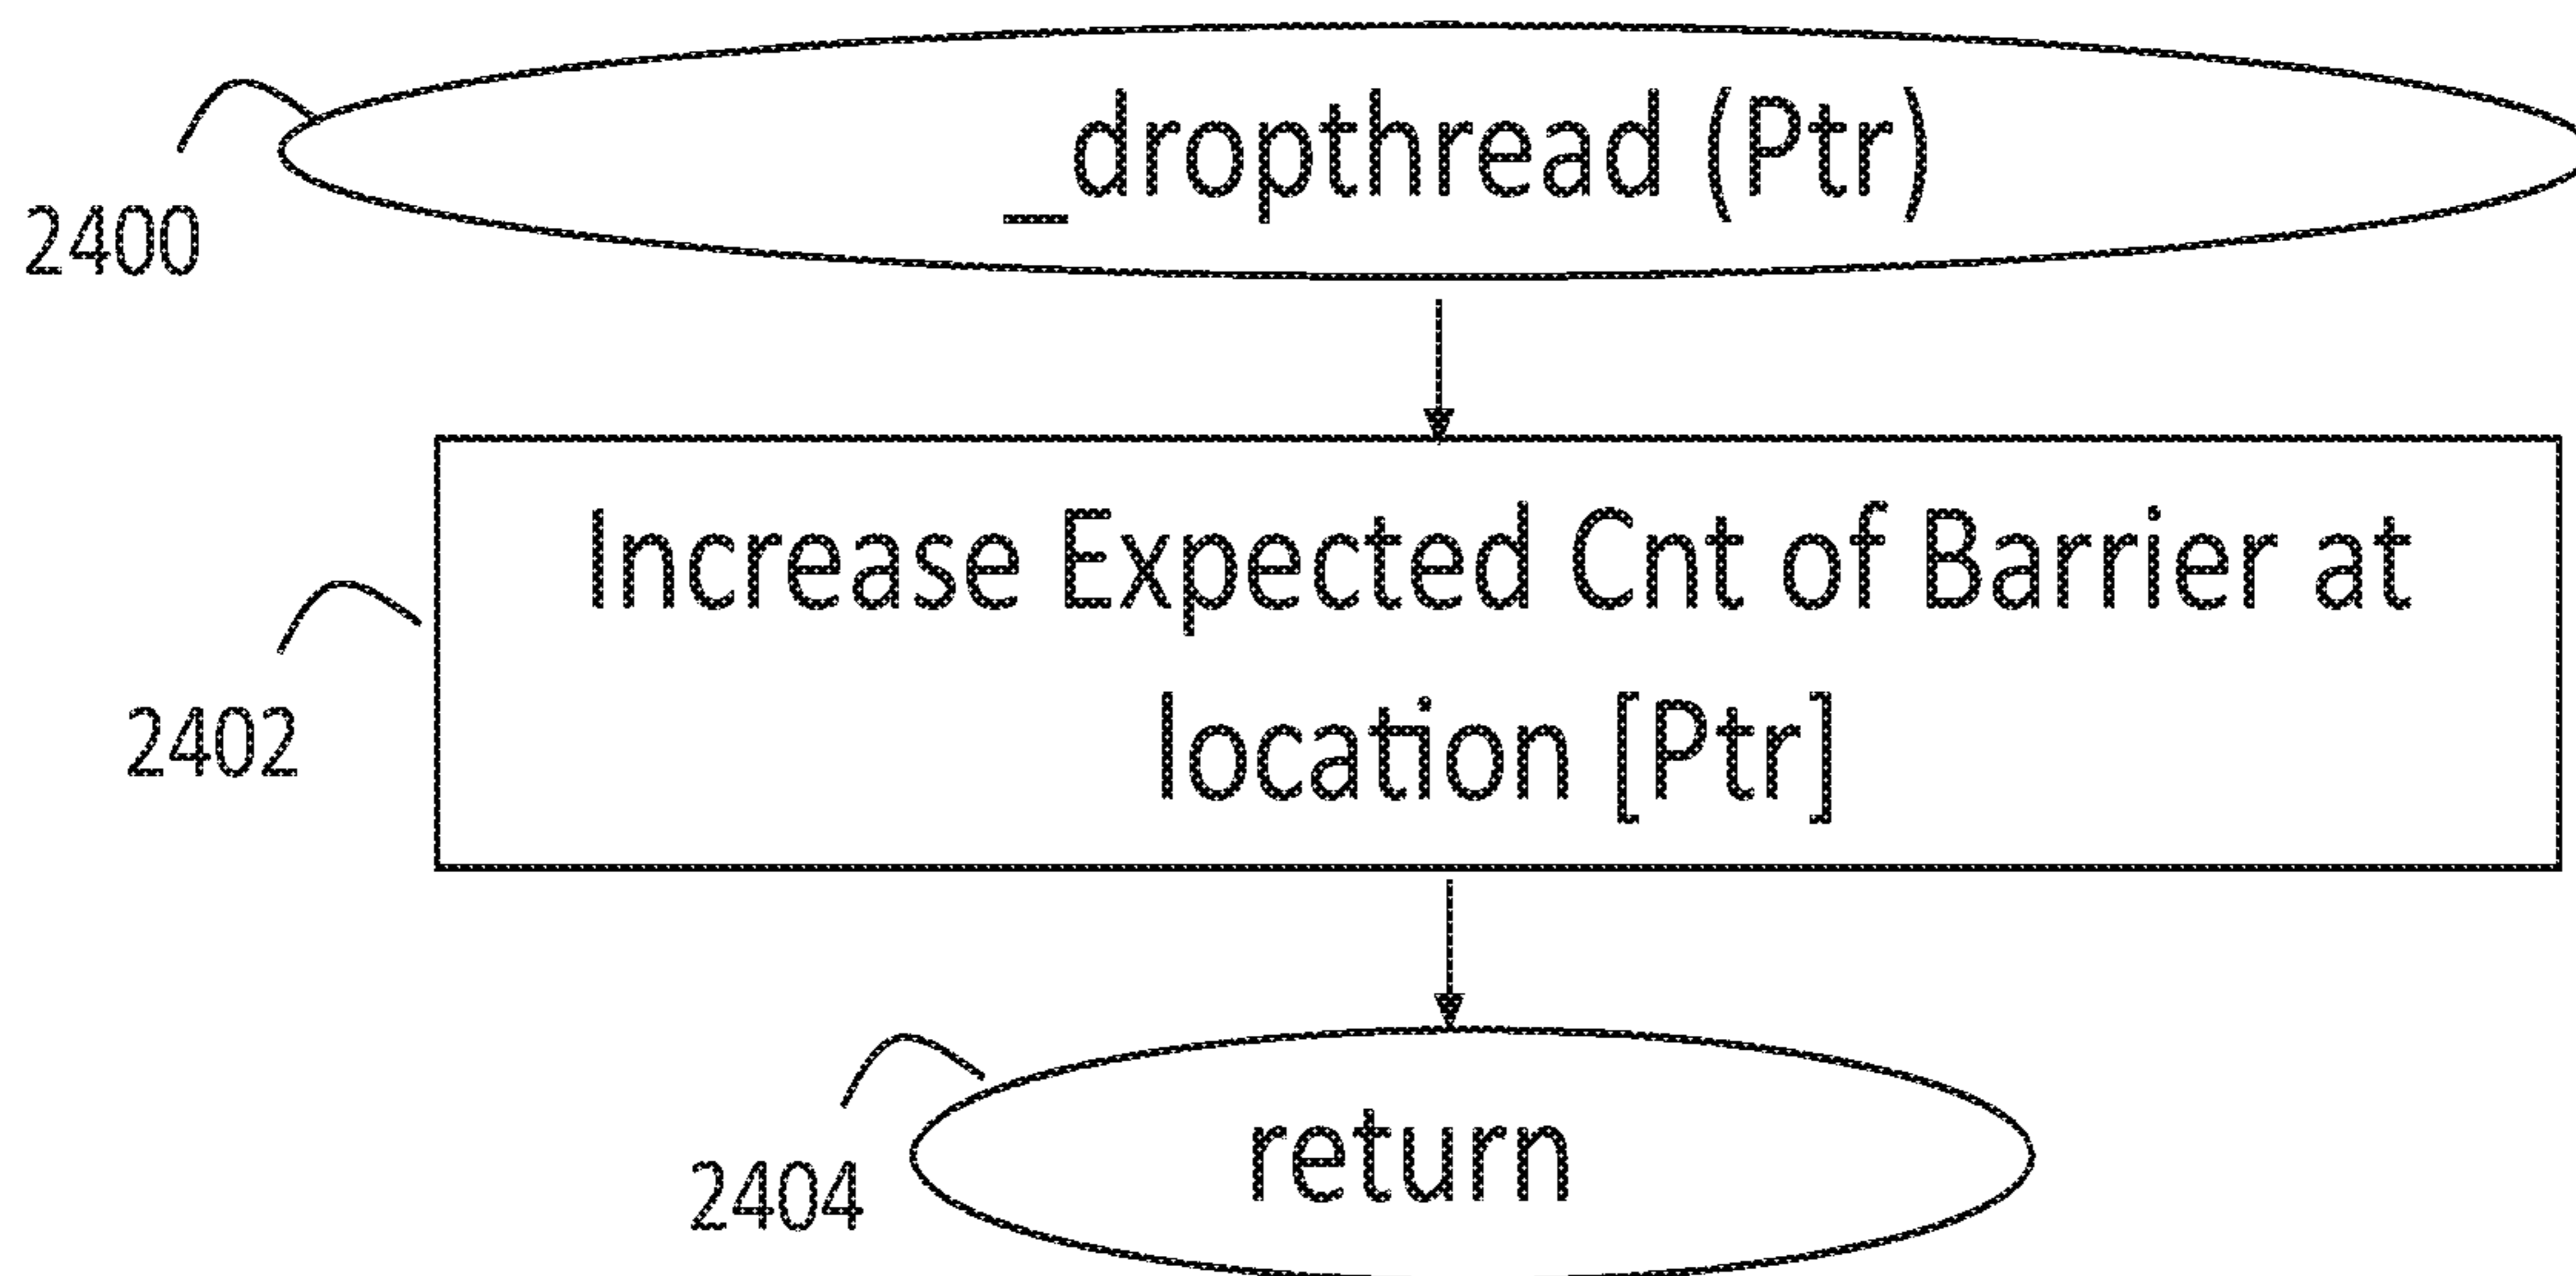 _dropthread (Ptr)
2400
Increase Expected Cnt of Barrier at
location [Ptr]
2402
return
2404